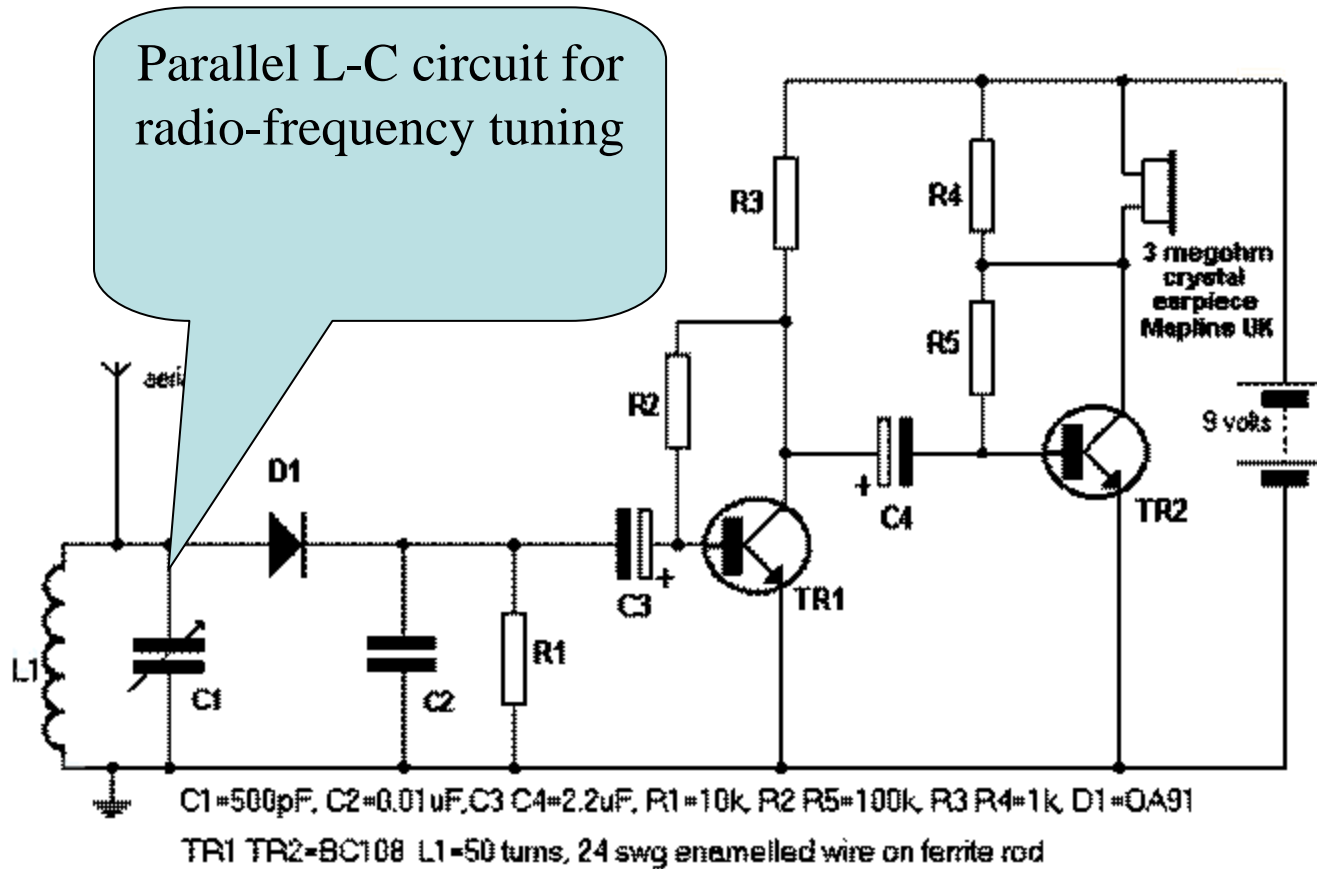 Parallel L-C circuit for
radio-frequency tuning
R3
R4
3 megohm
crystal
earpiece
Mapline UK
R5
R2
9 volts
D1
C4
TR2
C3
TR1
L1
C1
C2
R1
C1=500pF, C2=0.01uF,C3 C4=2.2uF, R1=10k, R2 R5=100k, R3 R4=1k, D1=OA91
TR1 TR2=BC108 L1=50 turns, 24 swg enamelled wire on ferrite rod